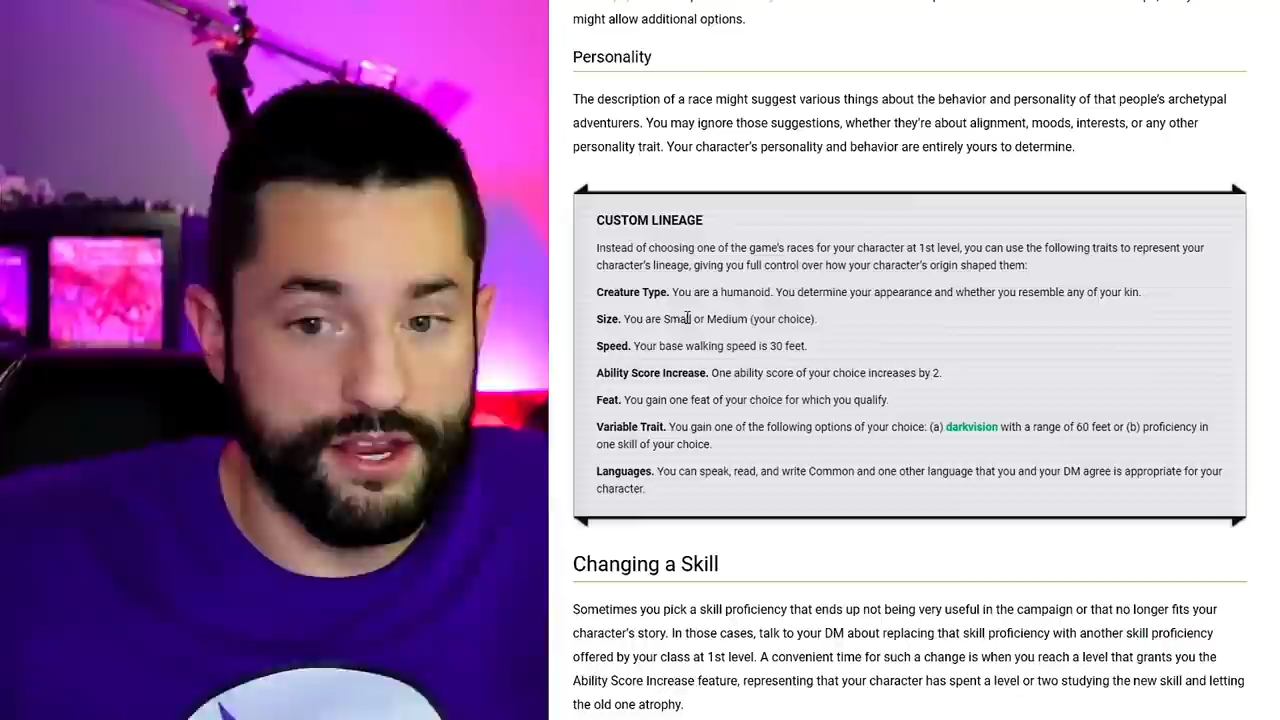 might allow additional options.
Personality
The description of a race might suggest various things about the behavior and personality of that people's archetypal
adventurers. You may ignore those suggestions, whether they're about alignment, moods, interests, or any other
personality trait. Your character's personality and behavior are entirely yours to determine.
CUSTOM LINEAGE
Instead of choosing one of the game's races for your character at 1st level, you can use the following traits to represent your
character's lineage, giving you full control over how your character's origin shaped them:
Creature Type. You are a humanoid. You determine your appearance and whether you resemble any of your kin.
Size. You are Small or Medium (your choice).
Speed. Your base walking speed is 30 feet.
Ability Score Increase. One ability score of your choice increases by 2.
Feat. You gain one feat of your choice for which you qualify.
Variable Trait. You gain one of the following options of your choice: (a) darkvision with a range of 60 feet or (b) proficiency in
one skill of your choice.
Languages. You can speak, read, and write Common and one other language that you and your DM agree is appropriate for your
character.
Changing a Skill
Sometimes you pick a skill proficiency that ends up not being very useful in the campaign or that no longer fits your
character's story. In those cases, talk to your DM about replacing that skill proficiency with another skill proficiency
offered by your class at 1st level. A convenient time for such a change is when you reach a level that grants you the
Ability Score Increase feature, representing that your character has spent a level or two studying the new skill and letting
the old one atrophy.